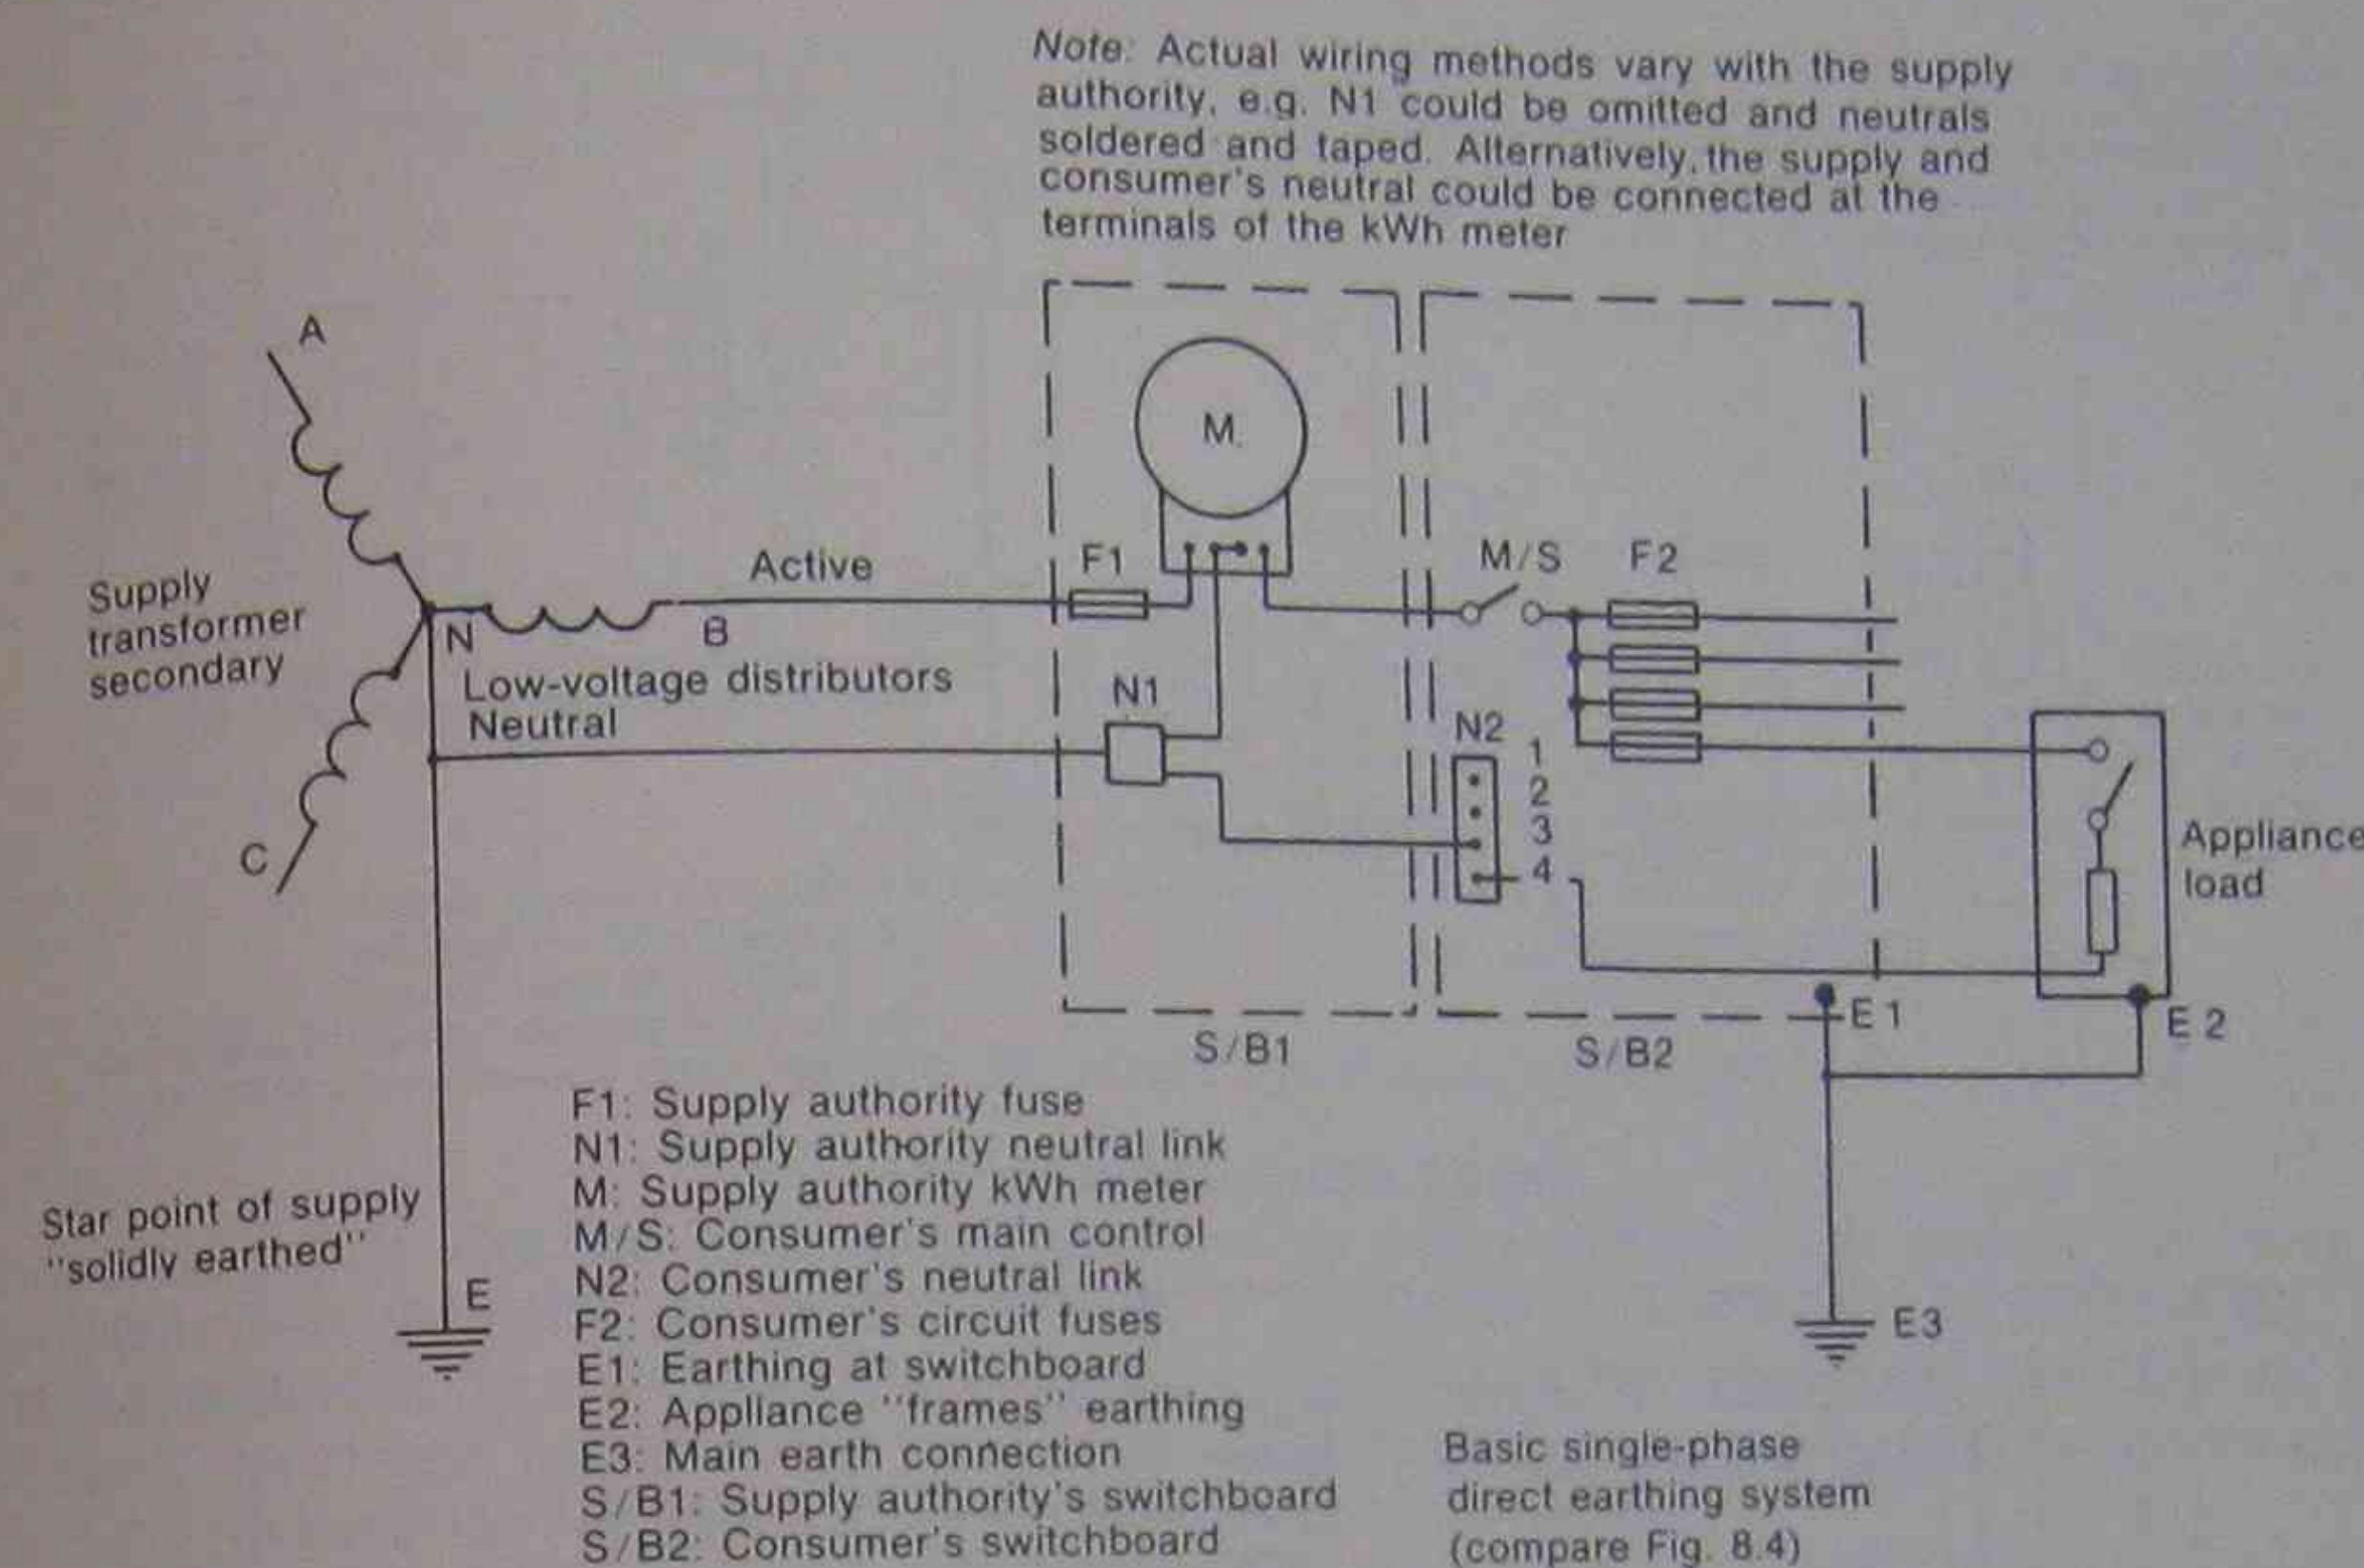 Note: Actual wiring methods vary with the supply
authority, e.g. N1 could be omitted and neutrals
soldered and taped. Alternatively, the supply and
consumer's neutral could be connected at the
terminals of the kWh meter
A
M
Supply
transformer
secondary
N
B
C
Active
Low-voltage distributors
Neutral
F1
N1
M/S
F2
N2
1
2
3
4
Appliance
load
E1
E2
S/B1
S/B2
Star point of supply
"solidly earthed"
E
E3
F1: Supply authority fuse
N1: Supply authority neutral link
M: Supply authority kWh meter
M/S: Consumer's main control
N2: Consumer's neutral link
F2: Consumer's circuit fuses
E1: Earthing at switchboard
E2: Appliance "frames" earthing
E3: Main earth connection
S/B1: Supply authority's switchboard
S/B2: Consumer's switchboard
Basic single-phase
direct earthing system
(compare Fig. 8.4)